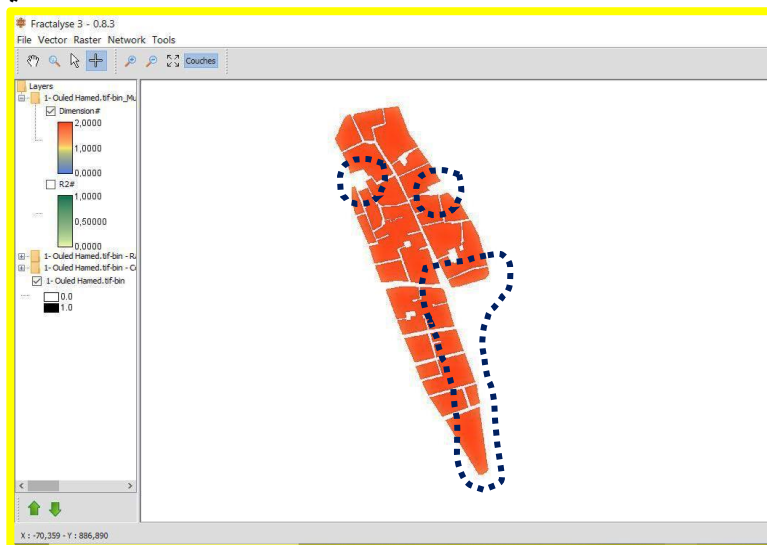 Fractalyse 3 - 0.8.3
File Vector Raster Network Tools
Couches
Layers
1- Ouled Hamed.tif-bin_Mu
Dimension#
2,0000
1,0000
0,0000
R2#
1,0000
0,50000
0,0000
1- Ouled Hamed.tif-bin - Ra
1- Ouled Hamed.tif-bin - Co
1- Ouled Hamed.tif-bin
0.0
1.0
X : -70,359 - Y : 886,890